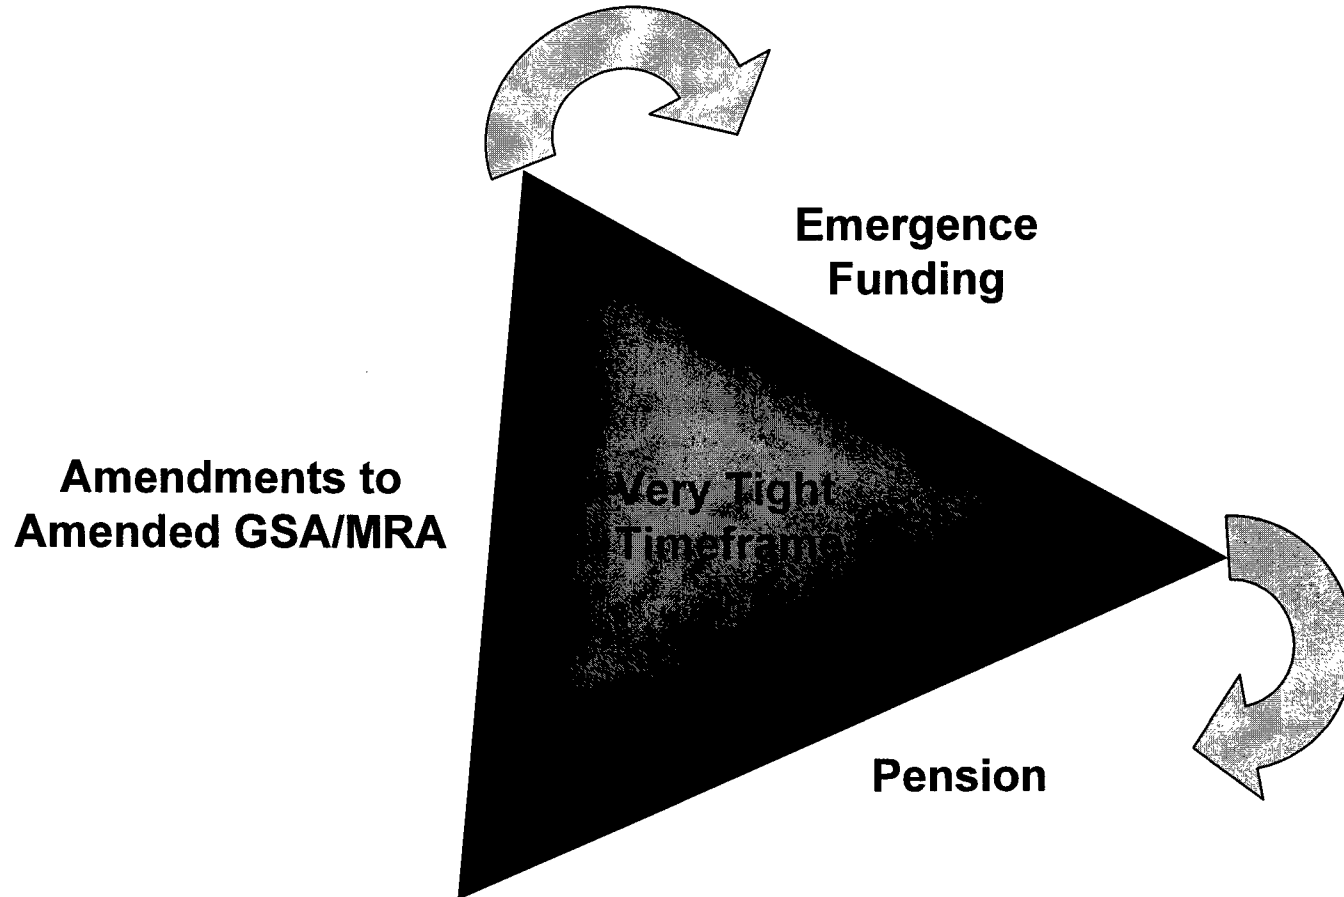 Emergence
Funding
Amendments to
Amended GSA/MRA
Very Tight
Timeframe
Pension